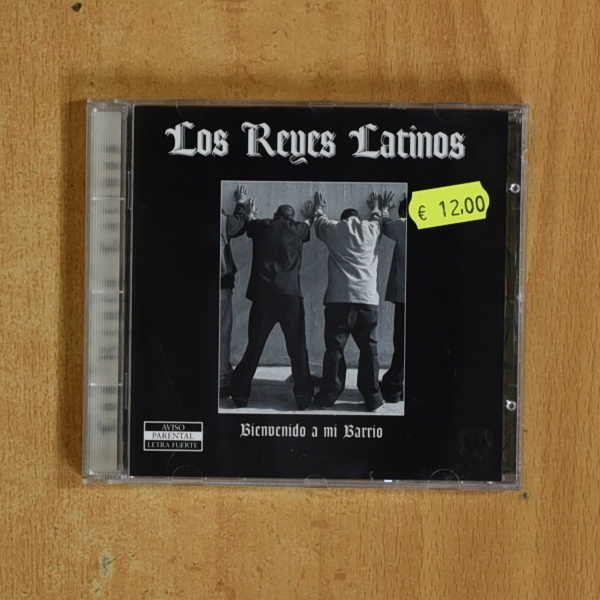 Los Reyes Latinos
€ 12,00
Bienvenido a mi Barrio
AVISO
PARENTAL
LETRA FUERTE